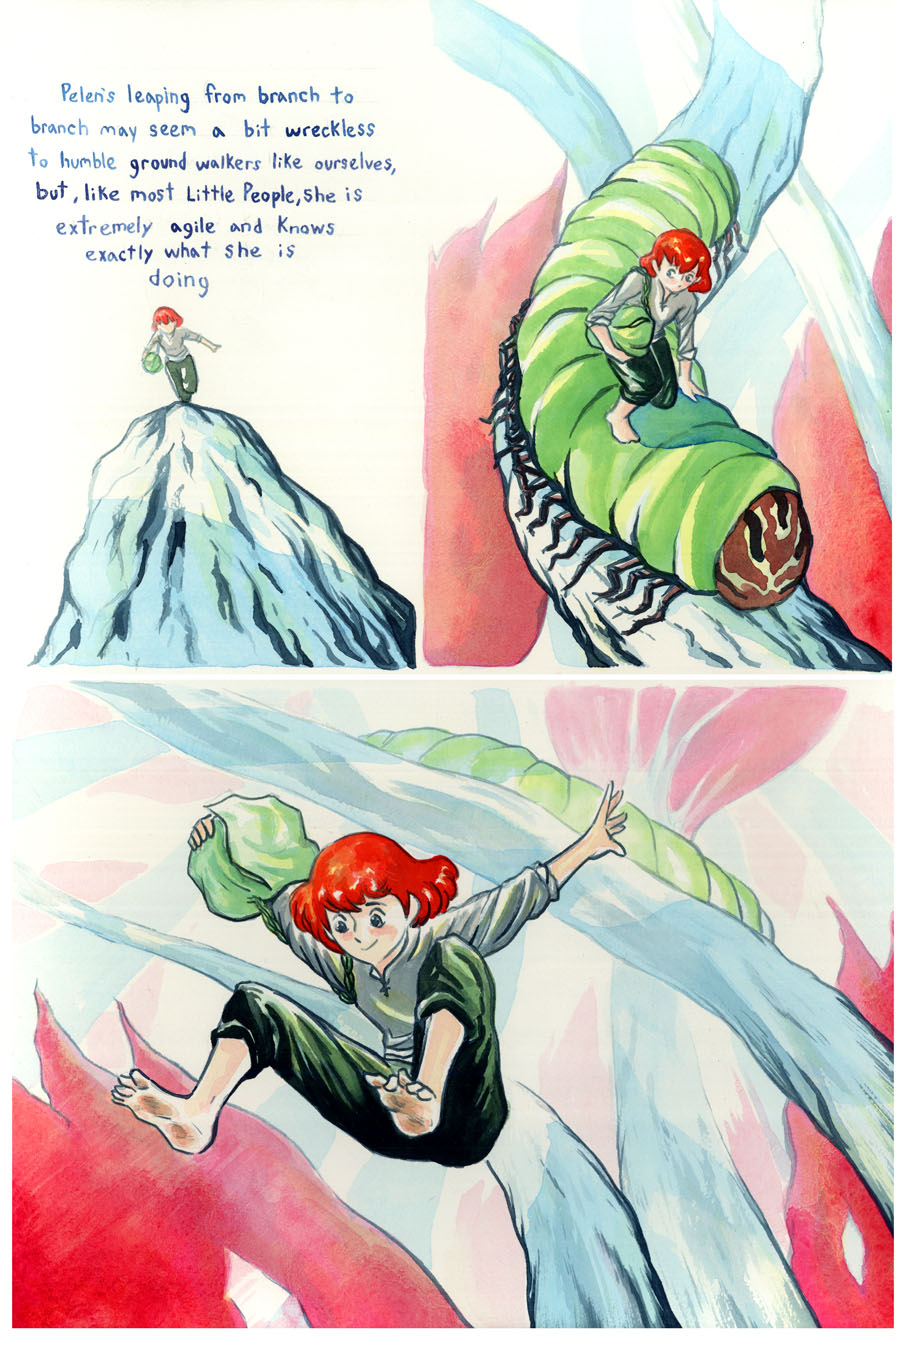 Pelen's leaping from branch to
branch may seem a bit wreckless
to humble ground walkers like ourselves,
but, like most Little People, she is
extremely agile and knows
exactly what she is
doing